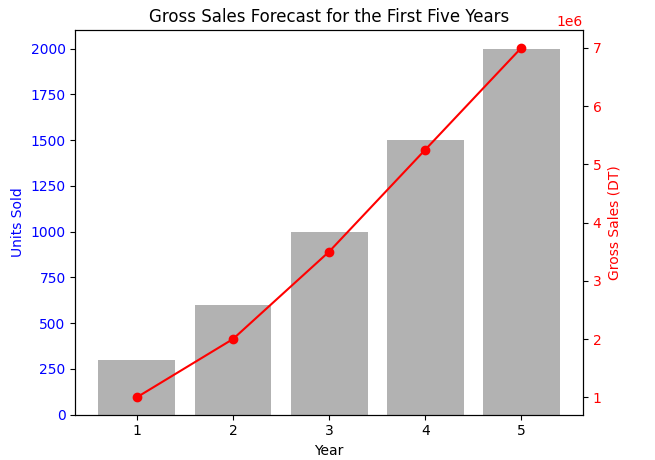 Gross Sales Forecast for the First Five Years
1e6
2000
1750
1500
1250
1000
750
500
250
0
Units Sold
7
6
5
4
3
2
1
Gross Sales (DT)
1 2 3 4 5
Year